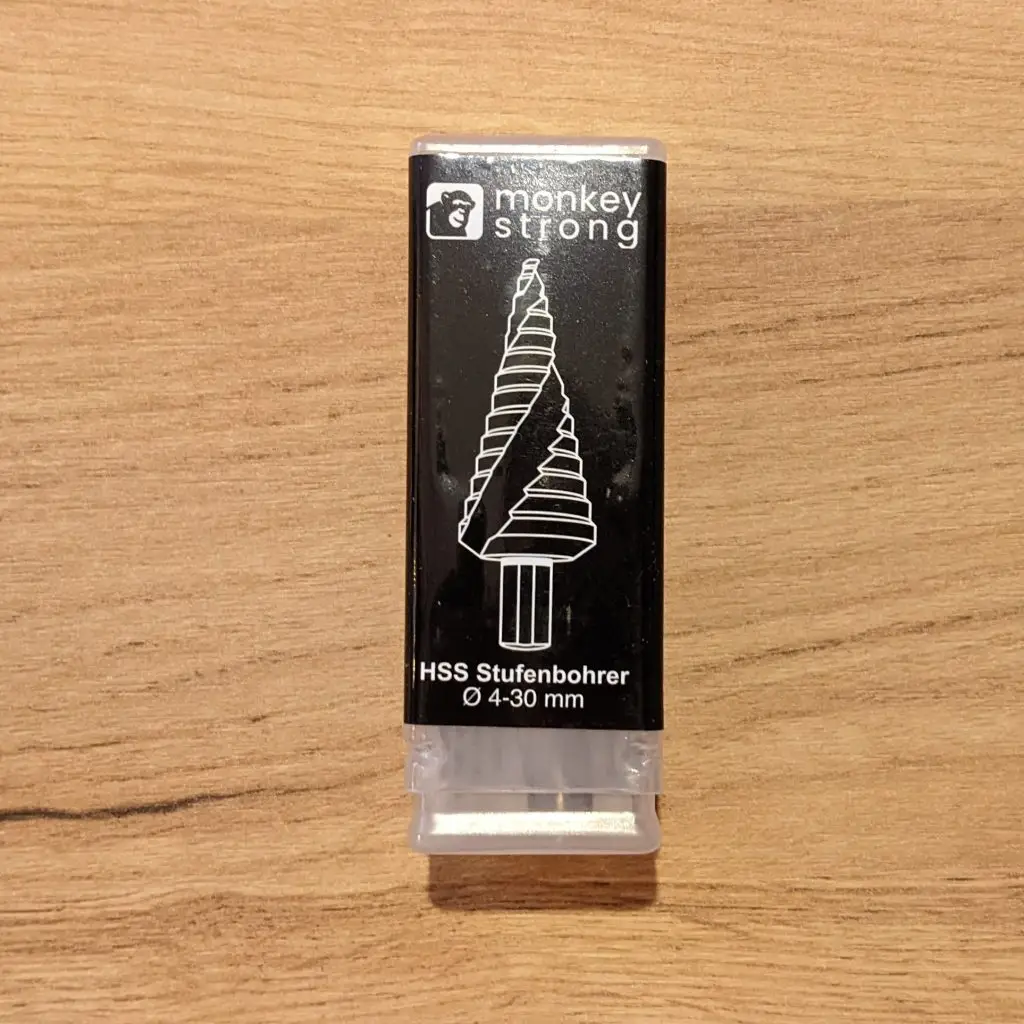 monkey
strong
HSS Stufenbohrer
Ø 4-30 mm